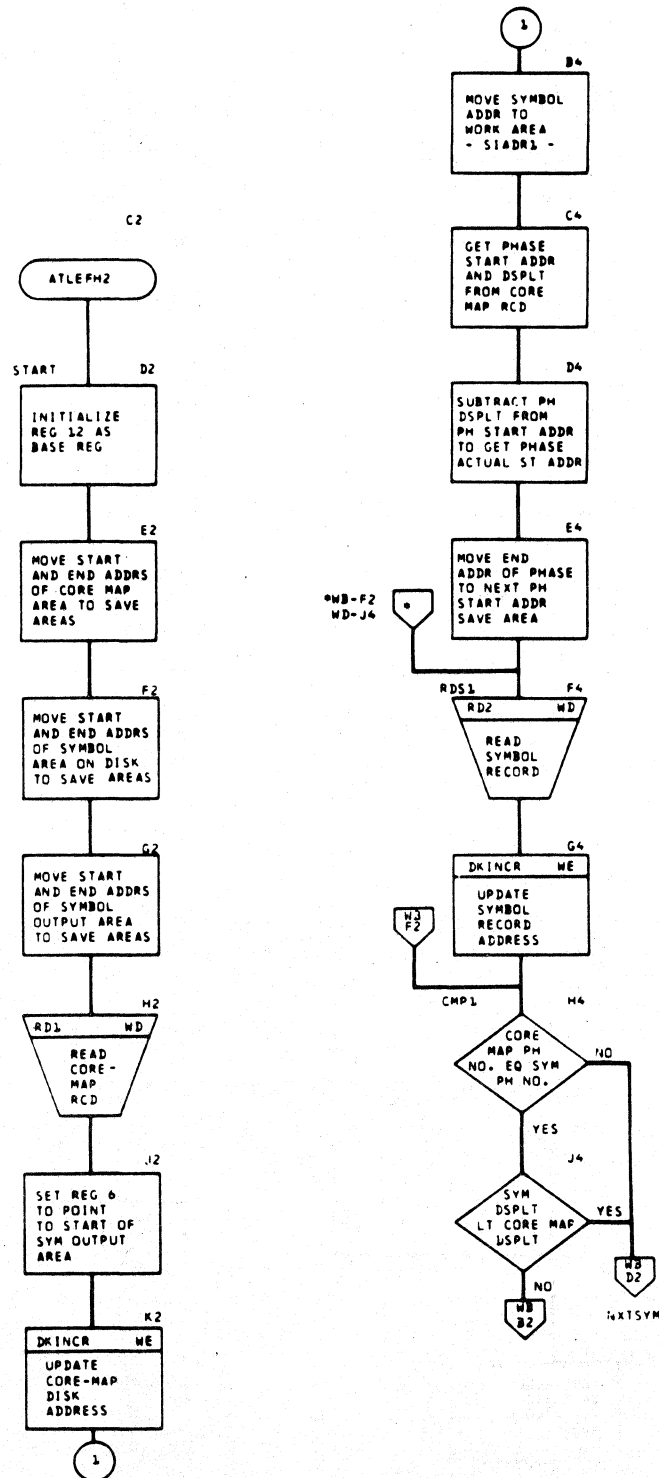 C2
ATLEFH2
START D2
INITIALIZE
REG 12 AS
BASE REG
E2
MOVE START
AND END ADDRS
OF CORE MAP
AREA TO SAVE
AREAS
F2
MOVE START
AND END ADDRS
OF SYMBOL
AREA ON DISK
TO SAVE AREAS
G2
MOVE START
AND END ADDRS
OF SYMBOL
OUTPUT AREA
TO SAVE AREAS
H2
RD1 WD
READ
CORE-
MAP
RCD
J2
SET REG 6
TO POINT
TO START OF
SYM OUTPUT
AREA
K2
DKINCR WE
UPDATE
CORE-MAP
DISK
ADDRESS
1
1
B4
MOVE SYMBOL
ADDR TO
WORK AREA
- SIADR1 -
C4
GET PHASE
START ADDR
AND DSPLT
FROM CORE
MAP RCD
D4
SUBTRACT PH
DSPLT FROM
PH START ADDR
TO GET PHASE
ACTUAL ST ADDR
E4
MOVE END
ADDR OF PHASE
TO NEXT PH
START ADDR
SAVE AREA
*WB-F2
WD-J4
*
RDS1 F4
RD2 WD
READ
SYMBOL
RECORD
G4
DKINCR WE
UPDATE
SYMBOL
RECORD
ADDRESS
WB
F2
CMP1 H4
CORE
MAP PH
NO. EQ SYM
PH NO.
NO
YES
J4
SYM
DSPLT
LT CORE MAP
DSPLT
YES
NO
WB
D2
NXTSYM
WB
B2